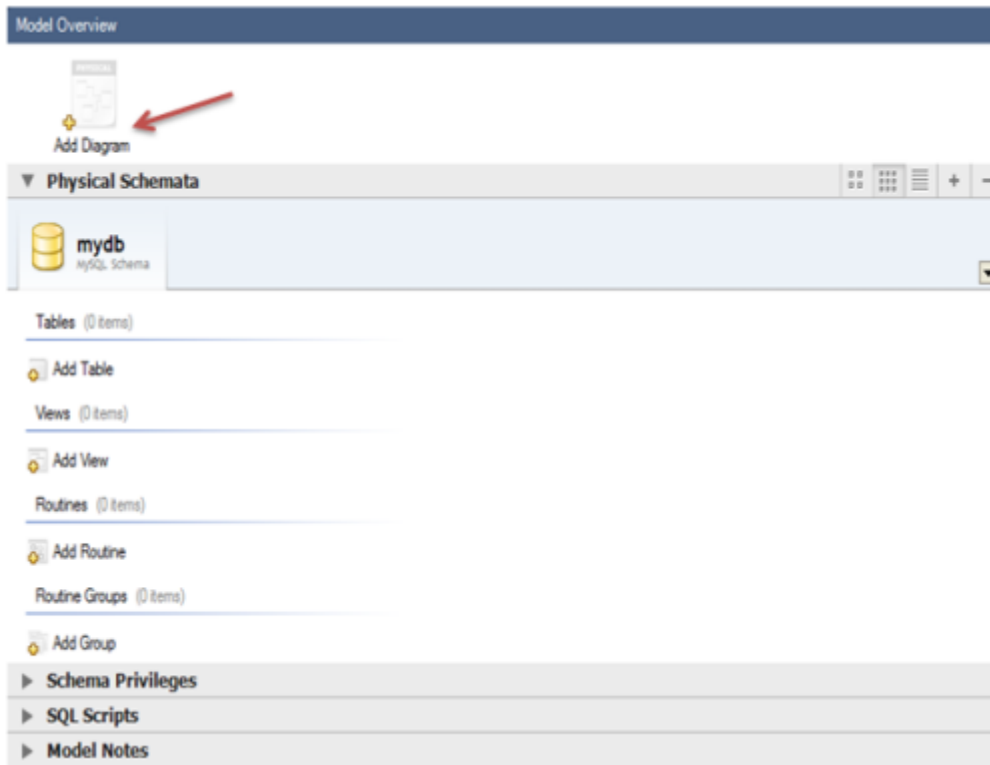 Model Overview
PHYSICAL
Add Diagram
Physical Schemata
mydb
MySQL Schema
Tables (0 items)
Add Table
Views (0 items)
Add View
Routines (0 items)
Add Routine
Routine Groups (0 items)
Add Group
Schema Privileges
SQL Scripts
Model Notes